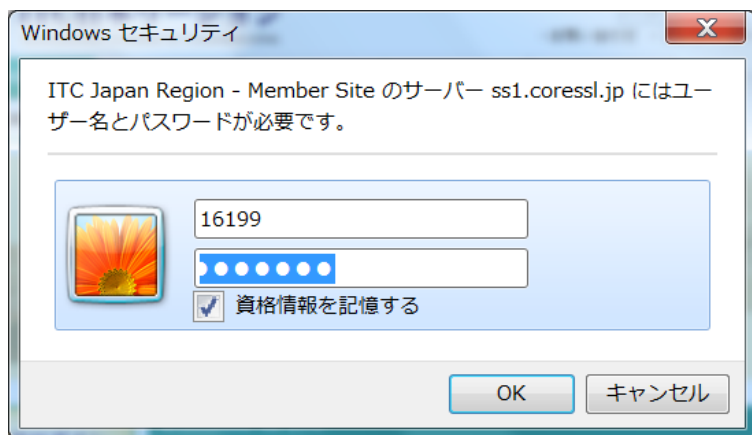 Windows セキュリティ
ITC Japan Region - Member Site のサーバー ss1.coressl.jp にはユー
ザー名とパスワードが必要です。
16199
●●●●●●●
資格情報を記憶する
OK
キャンセル